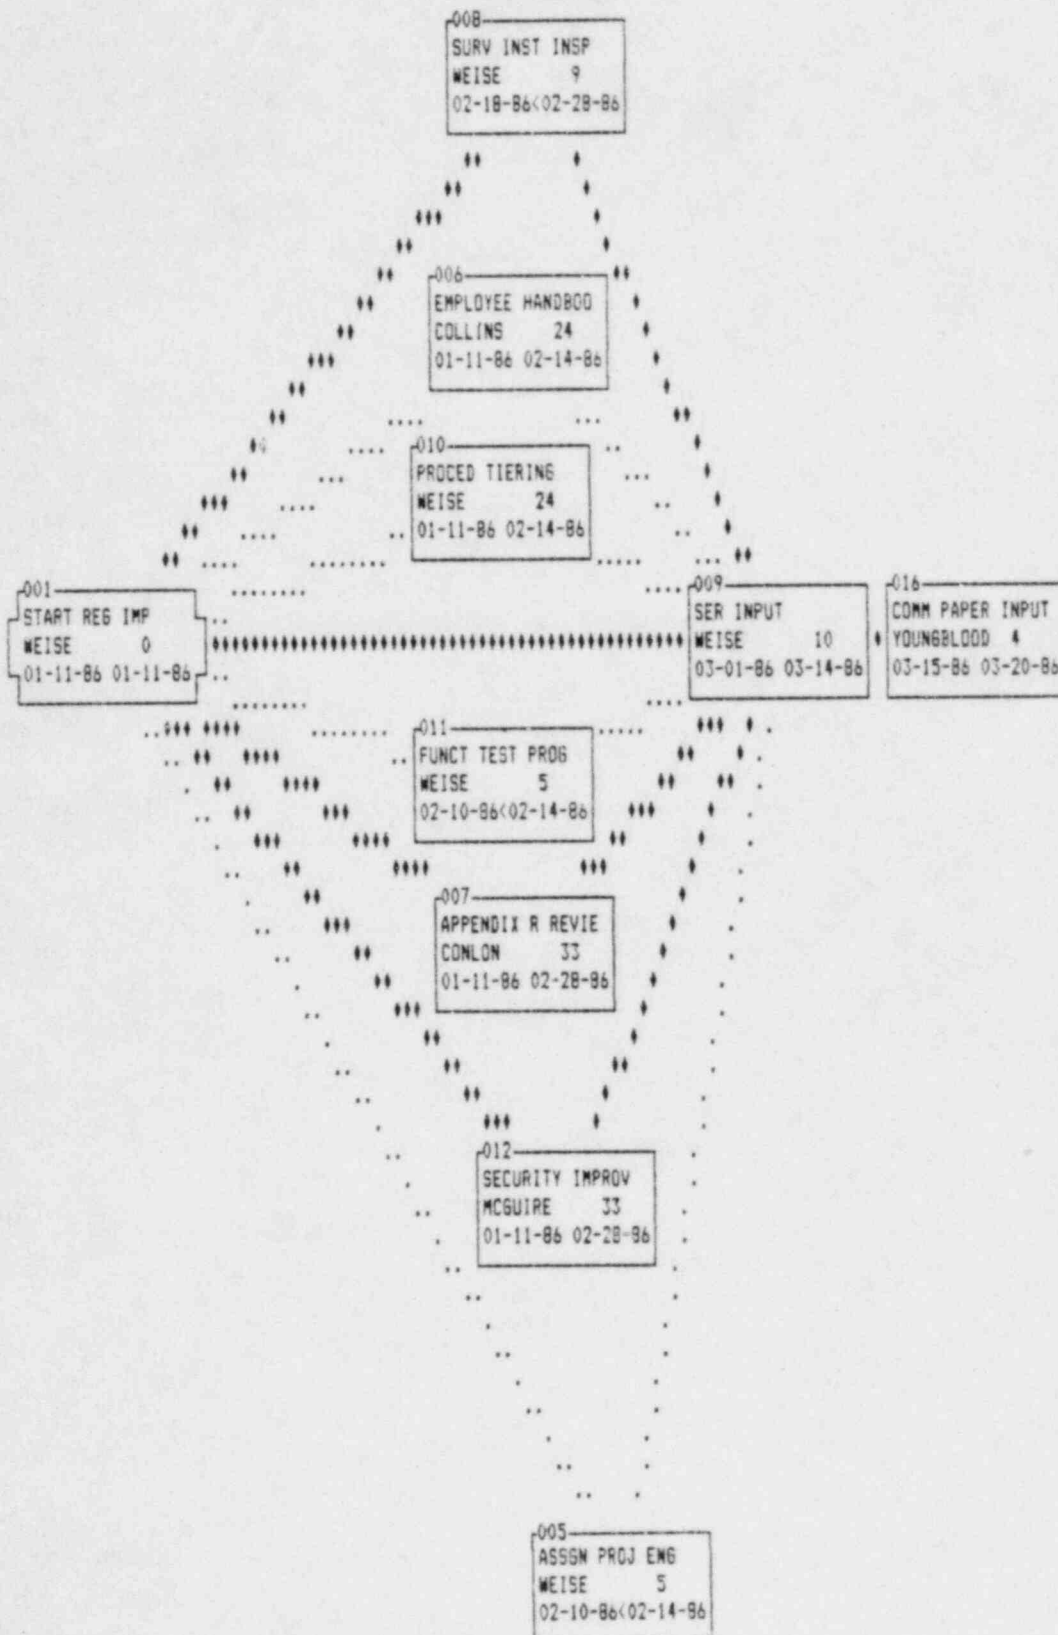 008
SURV INST INSP
WEISE 9
02-18-86<02-28-86
006
EMPLOYEE HANDBOO
COLLINS 24
01-11-86 02-14-86
010
PROCED TIERING
WEISE 24
01-11-86 02-14-86
001
START REG IMP
WEISE 0
01-11-86 01-11-86
009
SER INPUT
WEISE 10
03-01-86 03-14-86
016
COMM PAPER INPUT
YOUNGBLOOD 4
03-15-86 03-20-86
011
FUNCT TEST PROG
WEISE 5
02-10-86<02-14-86
007
APPENDIX R REVIE
CONLON 33
01-11-86 02-28-86
012
SECURITY IMPROV
MCGUIRE 33
01-11-86 02-28-86
005
ASSGN PROJ ENG
WEISE 5
02-10-86<02-14-86